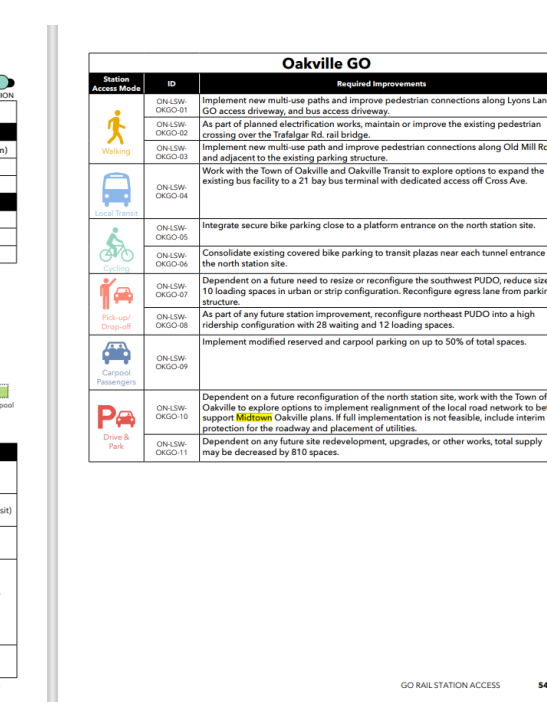 ION
n)
pool
sit)
Oakville GO
Station
Access Mode
ID
Required Improvements
Walking
ON-LSW-
OKGO-01
Implement new multi-use paths and improve pedestrian connections along Lyons Lan
GO access driveway, and bus access driveway.
ON-LSW-
OKGO-02
As part of planned electrification works, maintain or improve the existing pedestrian
crossing over the Trafalgar Rd. rail bridge.
ON-LSW-
OKGO-03
Implement new multi-use path and improve pedestrian connections along Old Mill Rd
and adjacent to the existing parking structure.
Local Transit
ON-LSW-
OKGO-04
Work with the Town of Oakville and Oakville Transit to explore options to expand the
existing bus facility to a 21 bay bus terminal with dedicated access off Cross Ave.
Cycling
ON-LSW-
OKGO-05
Integrate secure bike parking close to a platform entrance on the north station site.
ON-LSW-
OKGO-06
Consolidate existing covered bike parking to transit plazas near each tunnel entrance
the north station site.
Pick-up/
Drop-off
ON-LSW-
OKGO-07
Dependent on a future need to resize or reconfigure the southwest PUDO, reduce size
10 loading spaces in urban or strip configuration. Reconfigure egress lane from parkin
structure.
ON-LSW-
OKGO-08
As part of any future station improvement, reconfigure northeast PUDO into a high
ridership configuration with 28 waiting and 12 loading spaces.
Carpool
Passengers
ON-LSW-
OKGO-09
Implement modified reserved and carpool parking on up to 50% of total spaces.
P
Drive &
Park
ON-LSW-
OKGO-10
Dependent on a future reconfiguration of the north station site, work with the Town of
Oakville to explore options to implement realignment of the local road network to bet
support Midtown Oakville plans. If full implementation is not feasible, include interim
protection for the roadway and placement of utilities.
ON-LSW-
OKGO-11
Dependent on any future site redevelopment, upgrades, or other works, total supply
may be decreased by 810 spaces.
GO RAIL STATION ACCESS 54